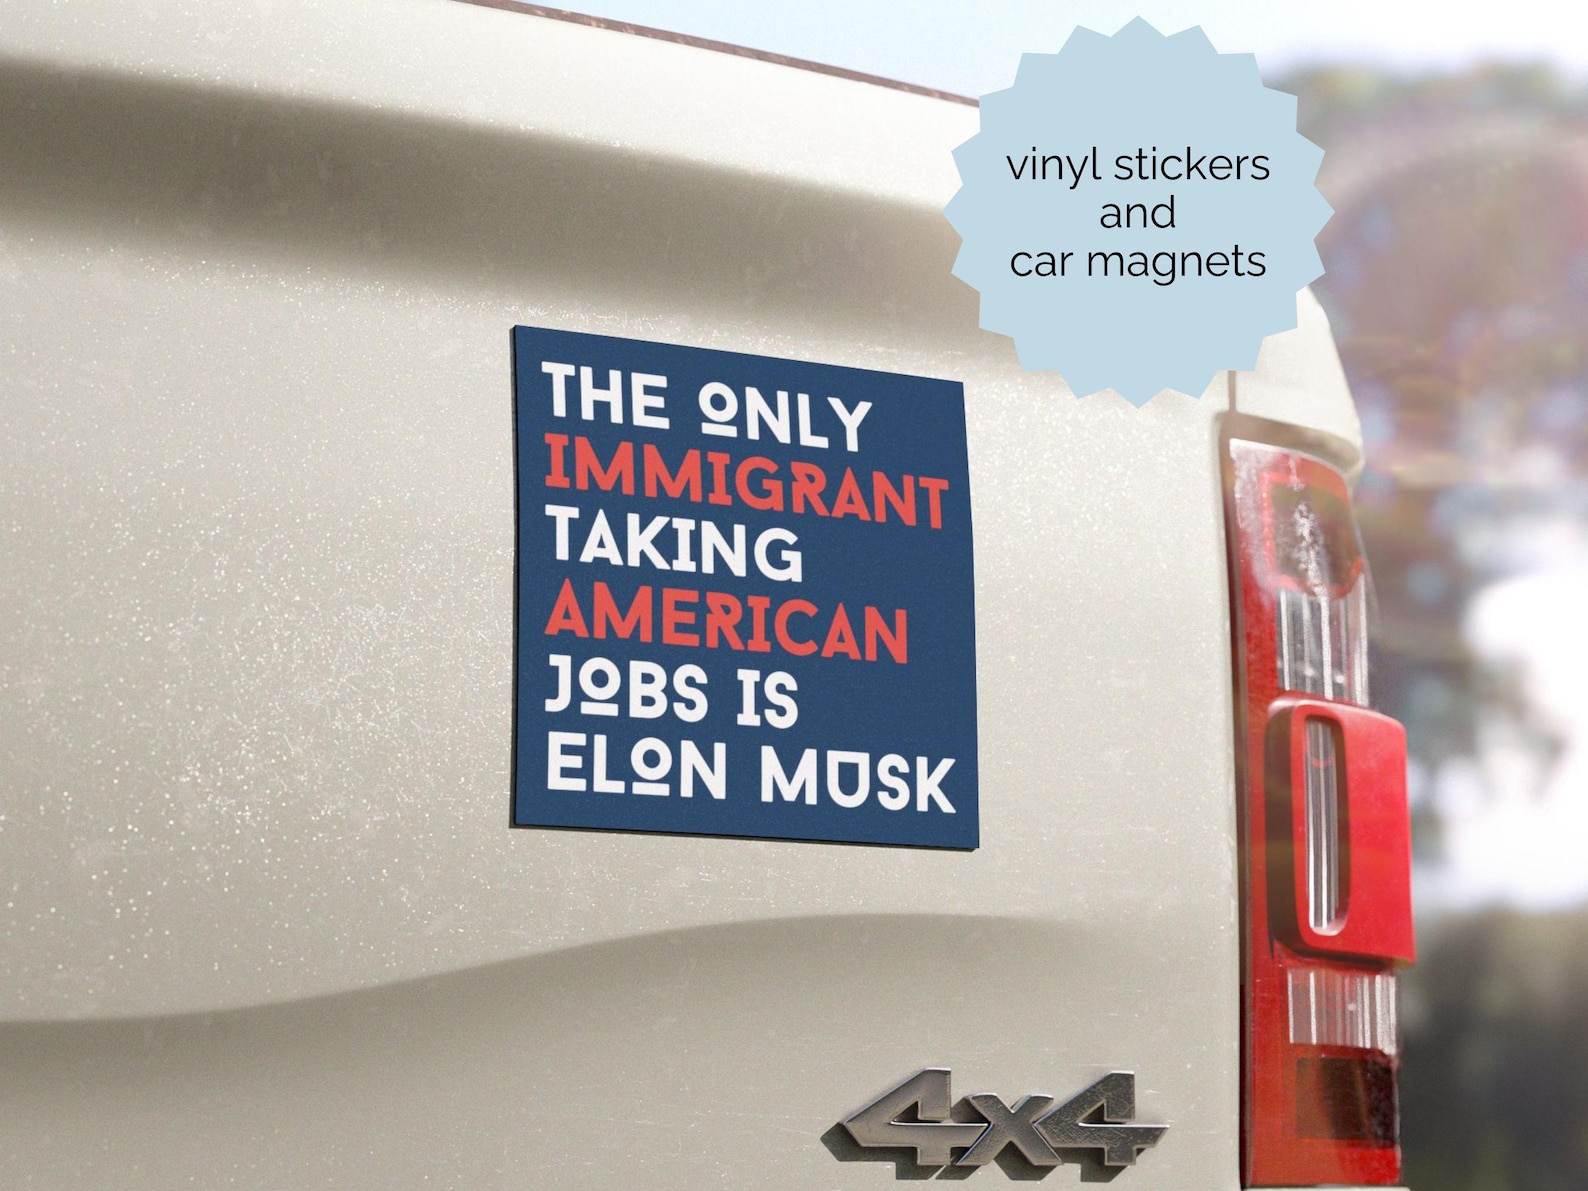 vinyl stickers
and
car magnets
THE ONLY
IMMIGRANT
TAKING
AMERICAN
JOBS IS
ELON MUSK
4x4